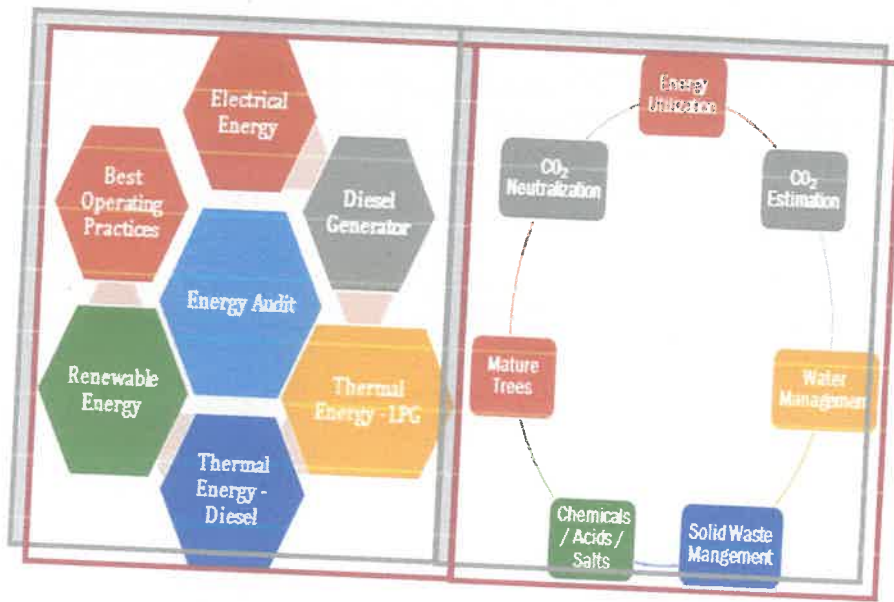 Electrical
Energy
Diesel
Generator
Thermal
Energy - LPG
Thermal
Energy -
Diesel
Renewable
Energy
Best
Operating
Practices
Energy Audit
Energy
Utilization
CO₂
Estimation
Water
Management
Solid Waste
Mangement
Chemicals
/ Acids /
Salts
Mature
Trees
CO₂
Neutralization